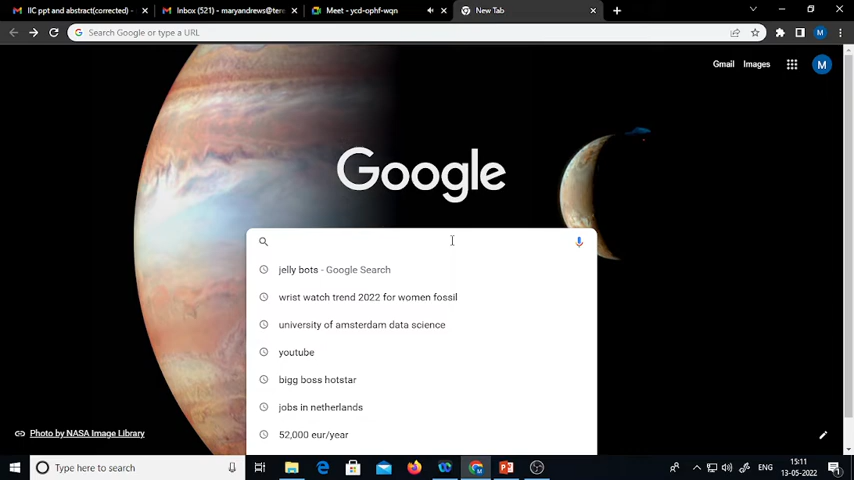 IIC ppt and abstract(corrected) -
Inbox (521) - maryandrews@ter
Meet - ycd-ophf-wqn
New Tab
Search Google or type a URL
M
Gmail Images
M
Google
jelly bots - Google Search
wrist watch trend 2022 for women fossil
university of amsterdam data science
youtube
bigg boss hotstar
jobs in netherlands
52,000 eur/year
Photo by NASA Image Library
Type here to search
ENG
15:11
13-05-2022
1